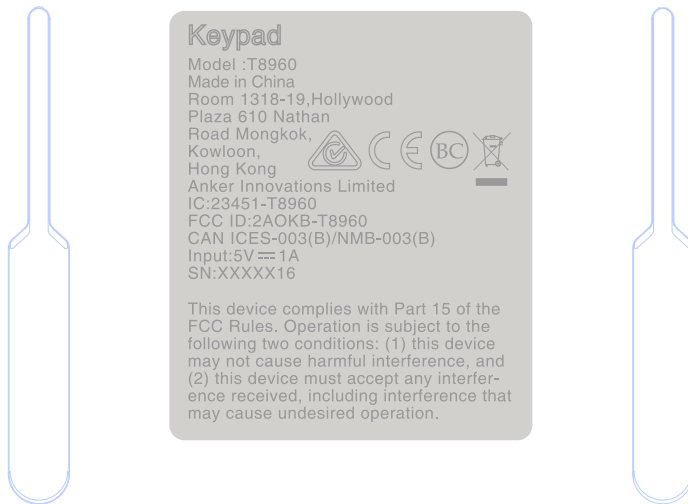 Keypad
Model :T8960
Made in China
Room 1318-19,Hollywood
Plaza 610 Nathan
Road Mongkok,
Kowloon,
Hong Kong
BC
Anker Innovations Limited
IC:23451-T8960
FCC ID:2AOKB-T8960
CAN ICES-003(B)/NMB-003(B)
Input:5V⎓1A
SN:XXXXX16
This device complies with Part 15 of the
FCC Rules. Operation is subject to the
following two conditions: (1) this device
may not cause harmful interference, and
(2) this device must accept any interfer-
ence received, including interference that
may cause undesired operation.